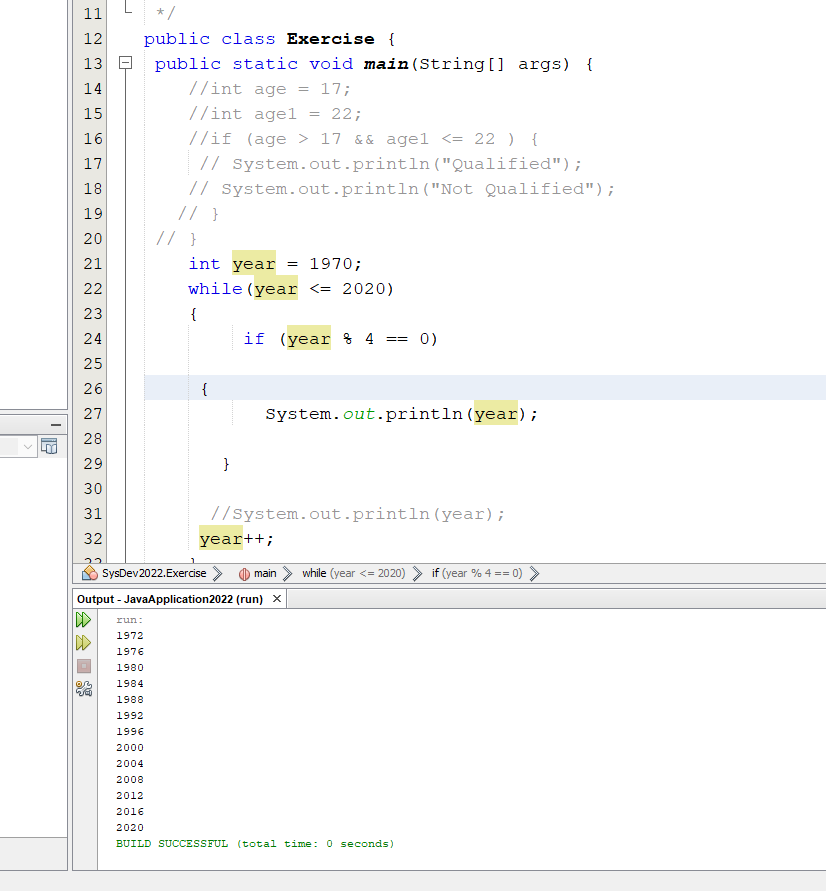 11 */
12 public class Exercise {
13 public static void main(String[] args) {
14 //int age = 17;
15 //int age1 = 22;
16 //if (age > 17 && age1 <= 22 ) {
17 // System.out.println("Qualified");
18 // System.out.println("Not Qualified");
19 // }
20 // }
21 int year = 1970;
22 while(year <= 2020)
23 {
24 if (year % 4 == 0)
25
26 {
27 System.out.println(year);
28
29 }
30
31 //System.out.println(year);
32 year++;
SysDev2022.Exercise main while (year <= 2020) if (year % 4 == 0)
Output - JavaApplication2022 (run) ×
run:
1972
1976
1980
1984
1988
1992
1996
2000
2004
2008
2012
2016
2020
BUILD SUCCESSFUL (total time: 0 seconds)